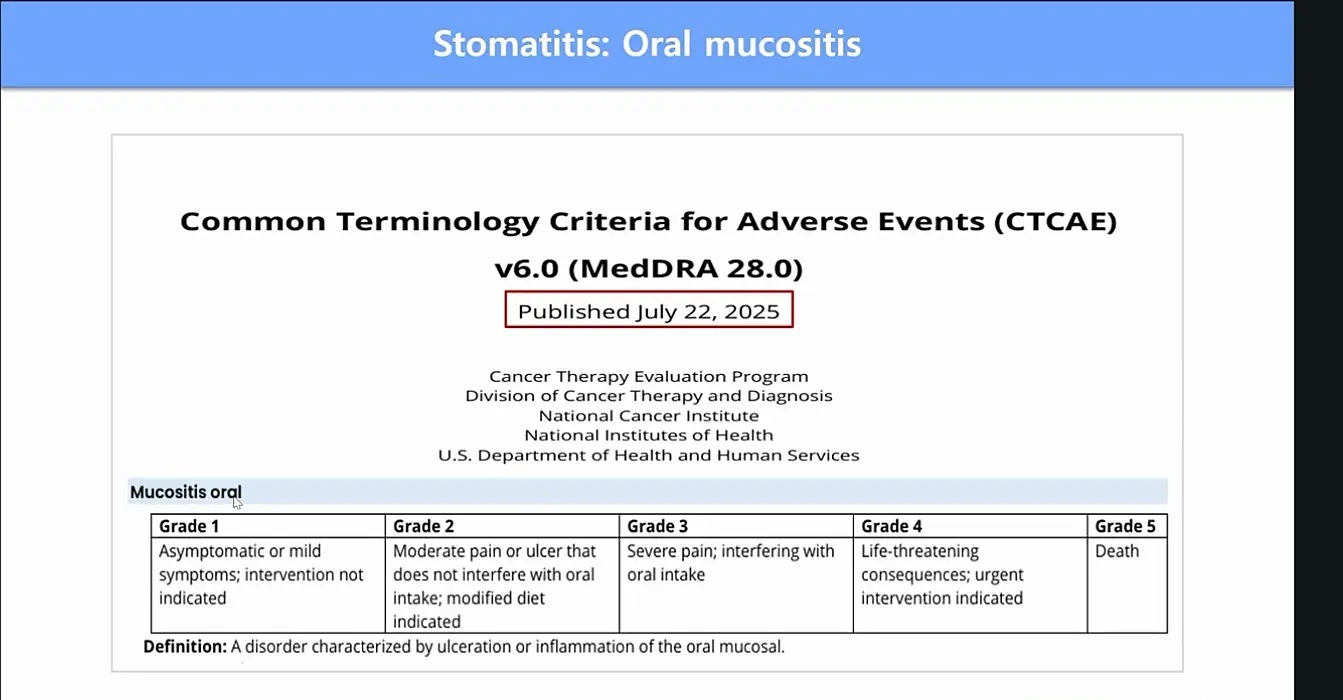 Stomatitis: Oral mucositis
Common Terminology Criteria for Adverse Events (CTCAE)
v6.0 (MedDRA 28.0)
Published July 22, 2025
Cancer Therapy Evaluation Program
Division of Cancer Therapy and Diagnosis
National Cancer Institute
National Institutes of Health
U.S. Department of Health and Human Services
Mucositis oral
Grade 1 Grade 2 Grade 3 Grade 4 Grade 5
Asymptomatic or mild
symptoms; intervention not
indicated
Moderate pain or ulcer that
does not interfere with oral
intake; modified diet
indicated
Severe pain; interfering with
oral intake
Life-threatening
consequences; urgent
intervention indicated
Death
Definition: A disorder characterized by ulceration or inflammation of the oral mucosal.